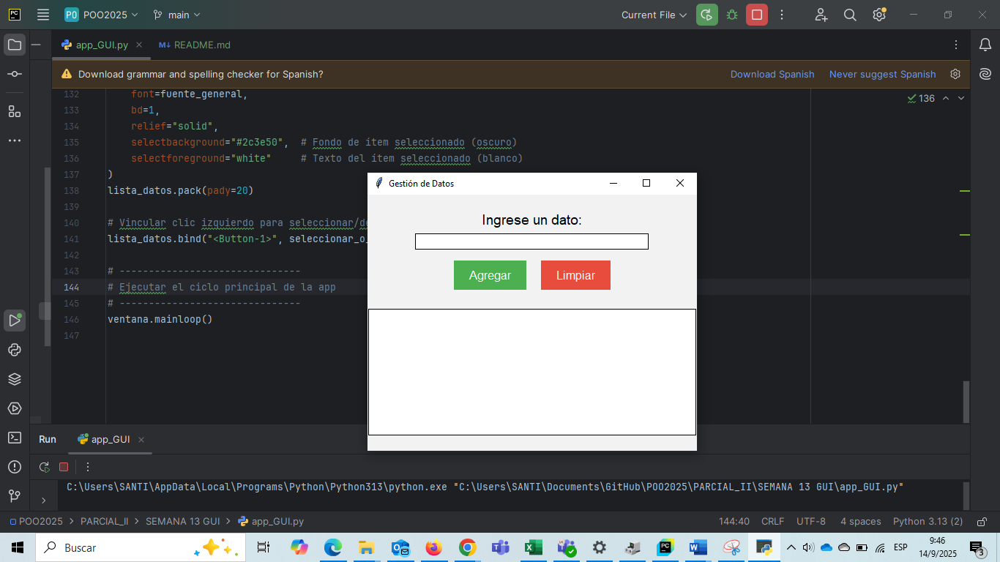 PC
P0 POO2025
main
Current File
app_GUI.py
M↓ README.md
Download grammar and spelling checker for Spanish?
Download Spanish
Never suggest Spanish
132 font=fuente_general,
133 bd=1,
134 relief="solid",
135 selectbackground="#2c3e50", # Fondo de item seleccionado (oscuro)
136 selectforeground="white" # Texto del item seleccionado (blanco)
137 )
138 lista_datos.pack(pady=20)
139
140 # Vincular clic izquierdo para seleccionar/de
141 lista_datos.bind("<Button-1>", seleccionar_o_
142
143 # -------------------------------
144 # Ejecutar el ciclo principal de la app
145 # -------------------------------
146 ventana.mainloop()
147
136
Gestión de Datos
Ingrese un dato:
Agregar
Limpiar
Run
app_GUI
C:\Users\SANTI\AppData\Local\Programs\Python\Python313\python.exe "C:\Users\SANTI\Documents\GitHub\POO2025\PARCIAL_II\SEMANA 13 GUI\app_GUI.py"
POO2025 > PARCIAL_II > SEMANA 13 GUI > app_GUI.py
144:40 CRLF UTF-8 4 spaces Python 3.13 (2)
Buscar
ESP
9:46
14/9/2025
3